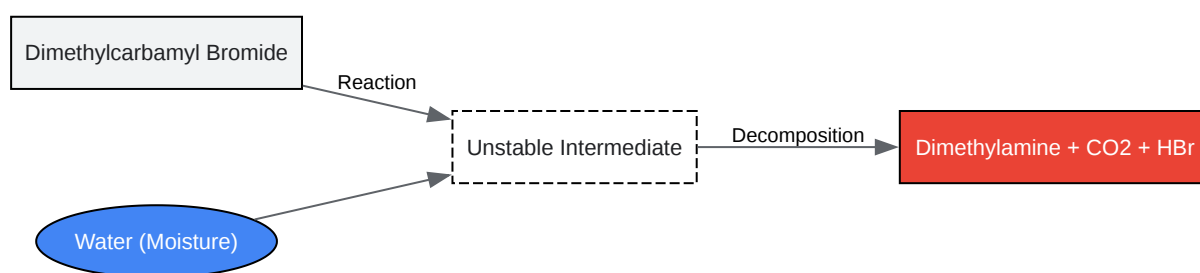 Dimethylcarbamyl Bromide
Reaction
Unstable Intermediate
Decomposition
Dimethylamine + CO2 + HBr
Water (Moisture)